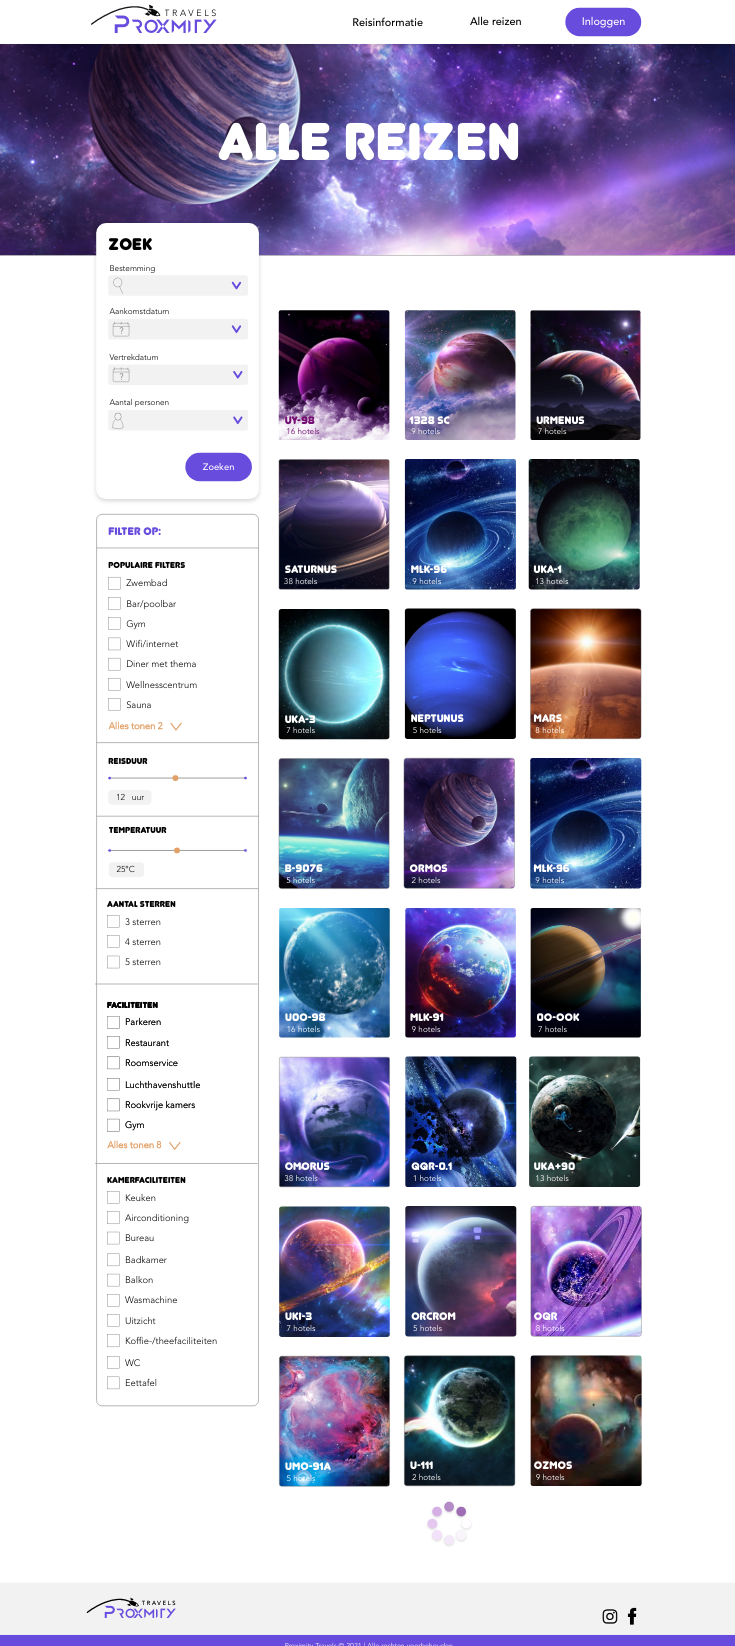 TRAVELS
PROXMITY
Reisinformatie
Alle reizen
Inloggen
ALLE REIZEN
ZOEK
Bestemming
Aankomstdatum
?
Vertrekdatum
?
Aantal personen
Zoeken
FILTER OP:
POPULAIRE FILTERS
Zwembad
Bar/poolbar
Gym
Wifi/internet
Diner met thema
Wellnesscentrum
Sauna
Alles tonen 2
REISDUUR
12 uur
TEMPERATUUR
25°C
AANTAL STERREN
3 sterren
4 sterren
5 sterren
FACILITEITEN
Parkeren
Restaurant
Roomservice
Luchthavenshuttle
Rookvrije kamers
Gym
Alles tonen 8
KAMERFACILITEITEN
Keuken
Airconditioning
Bureau
Badkamer
Balkon
Wasmachine
Uitzicht
Koffie-/theefaciliteiten
WC
Eettafel
UY-98
16 hotels
1328 SC
9 hotels
URMENUS
7 hotels
SATURNUS
38 hotels
MLK-96
9 hotels
UKA-1
13 hotels
UKA-3
7 hotels
NEPTUNUS
5 hotels
MARS
8 hotels
B-9076
5 hotels
ORMOS
2 hotels
MLK-96
9 hotels
UOO-98
16 hotels
MLK-91
9 hotels
OO-OOK
7 hotels
OMORUS
38 hotels
QQR-0.1
1 hotels
UKA+90
13 hotels
UKI-3
7 hotels
ORCROM
5 hotels
OQR
8 hotels
UMO-91A
5 hotels
U-111
2 hotels
OZMOS
9 hotels
TRAVELS
PROXMITY
Proximity Travels © 2021 | Alle rechten voorbehouden